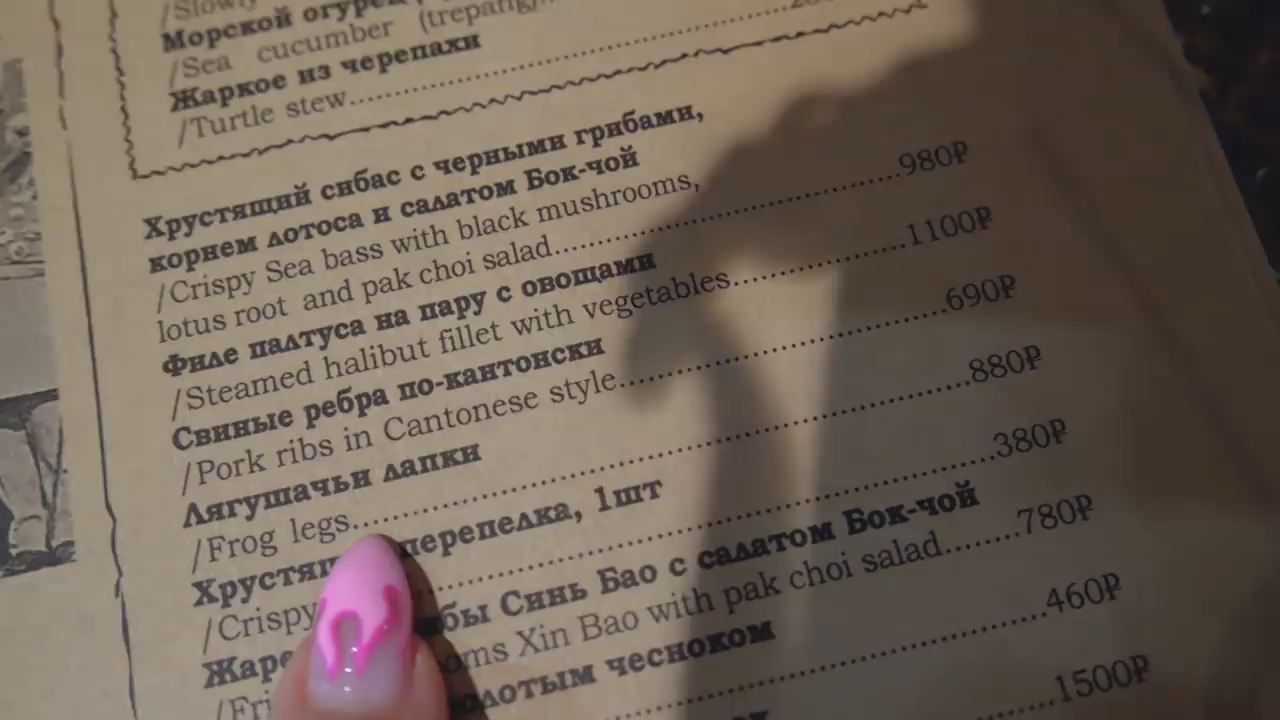 /Slowly
Морской огурец
/Sea cucumber (trepang)..
Жаркое из черепахи
/Turtle stew..........
Хрустящий сибас с черными грибами,
корнем лотоса и салатом Бок-чой
/Crispy Sea bass with black mushrooms,
lotus root and pak choi salad..........980₽
Филе палтуса на пару с овощами
/Steamed halibut fillet with vegetables..........1100₽
Свиные ребра по-кантонски
/Pork ribs in Cantonese style..........690₽
Лягушачьи лапки
/Frog legs..........880₽
перепелка, 1шт
/Crispy ..........380₽
Синь Бао с салатом Бок-чой
Xin Bao with pak choi salad........780₽
чесноком
..........460₽
..........1500₽